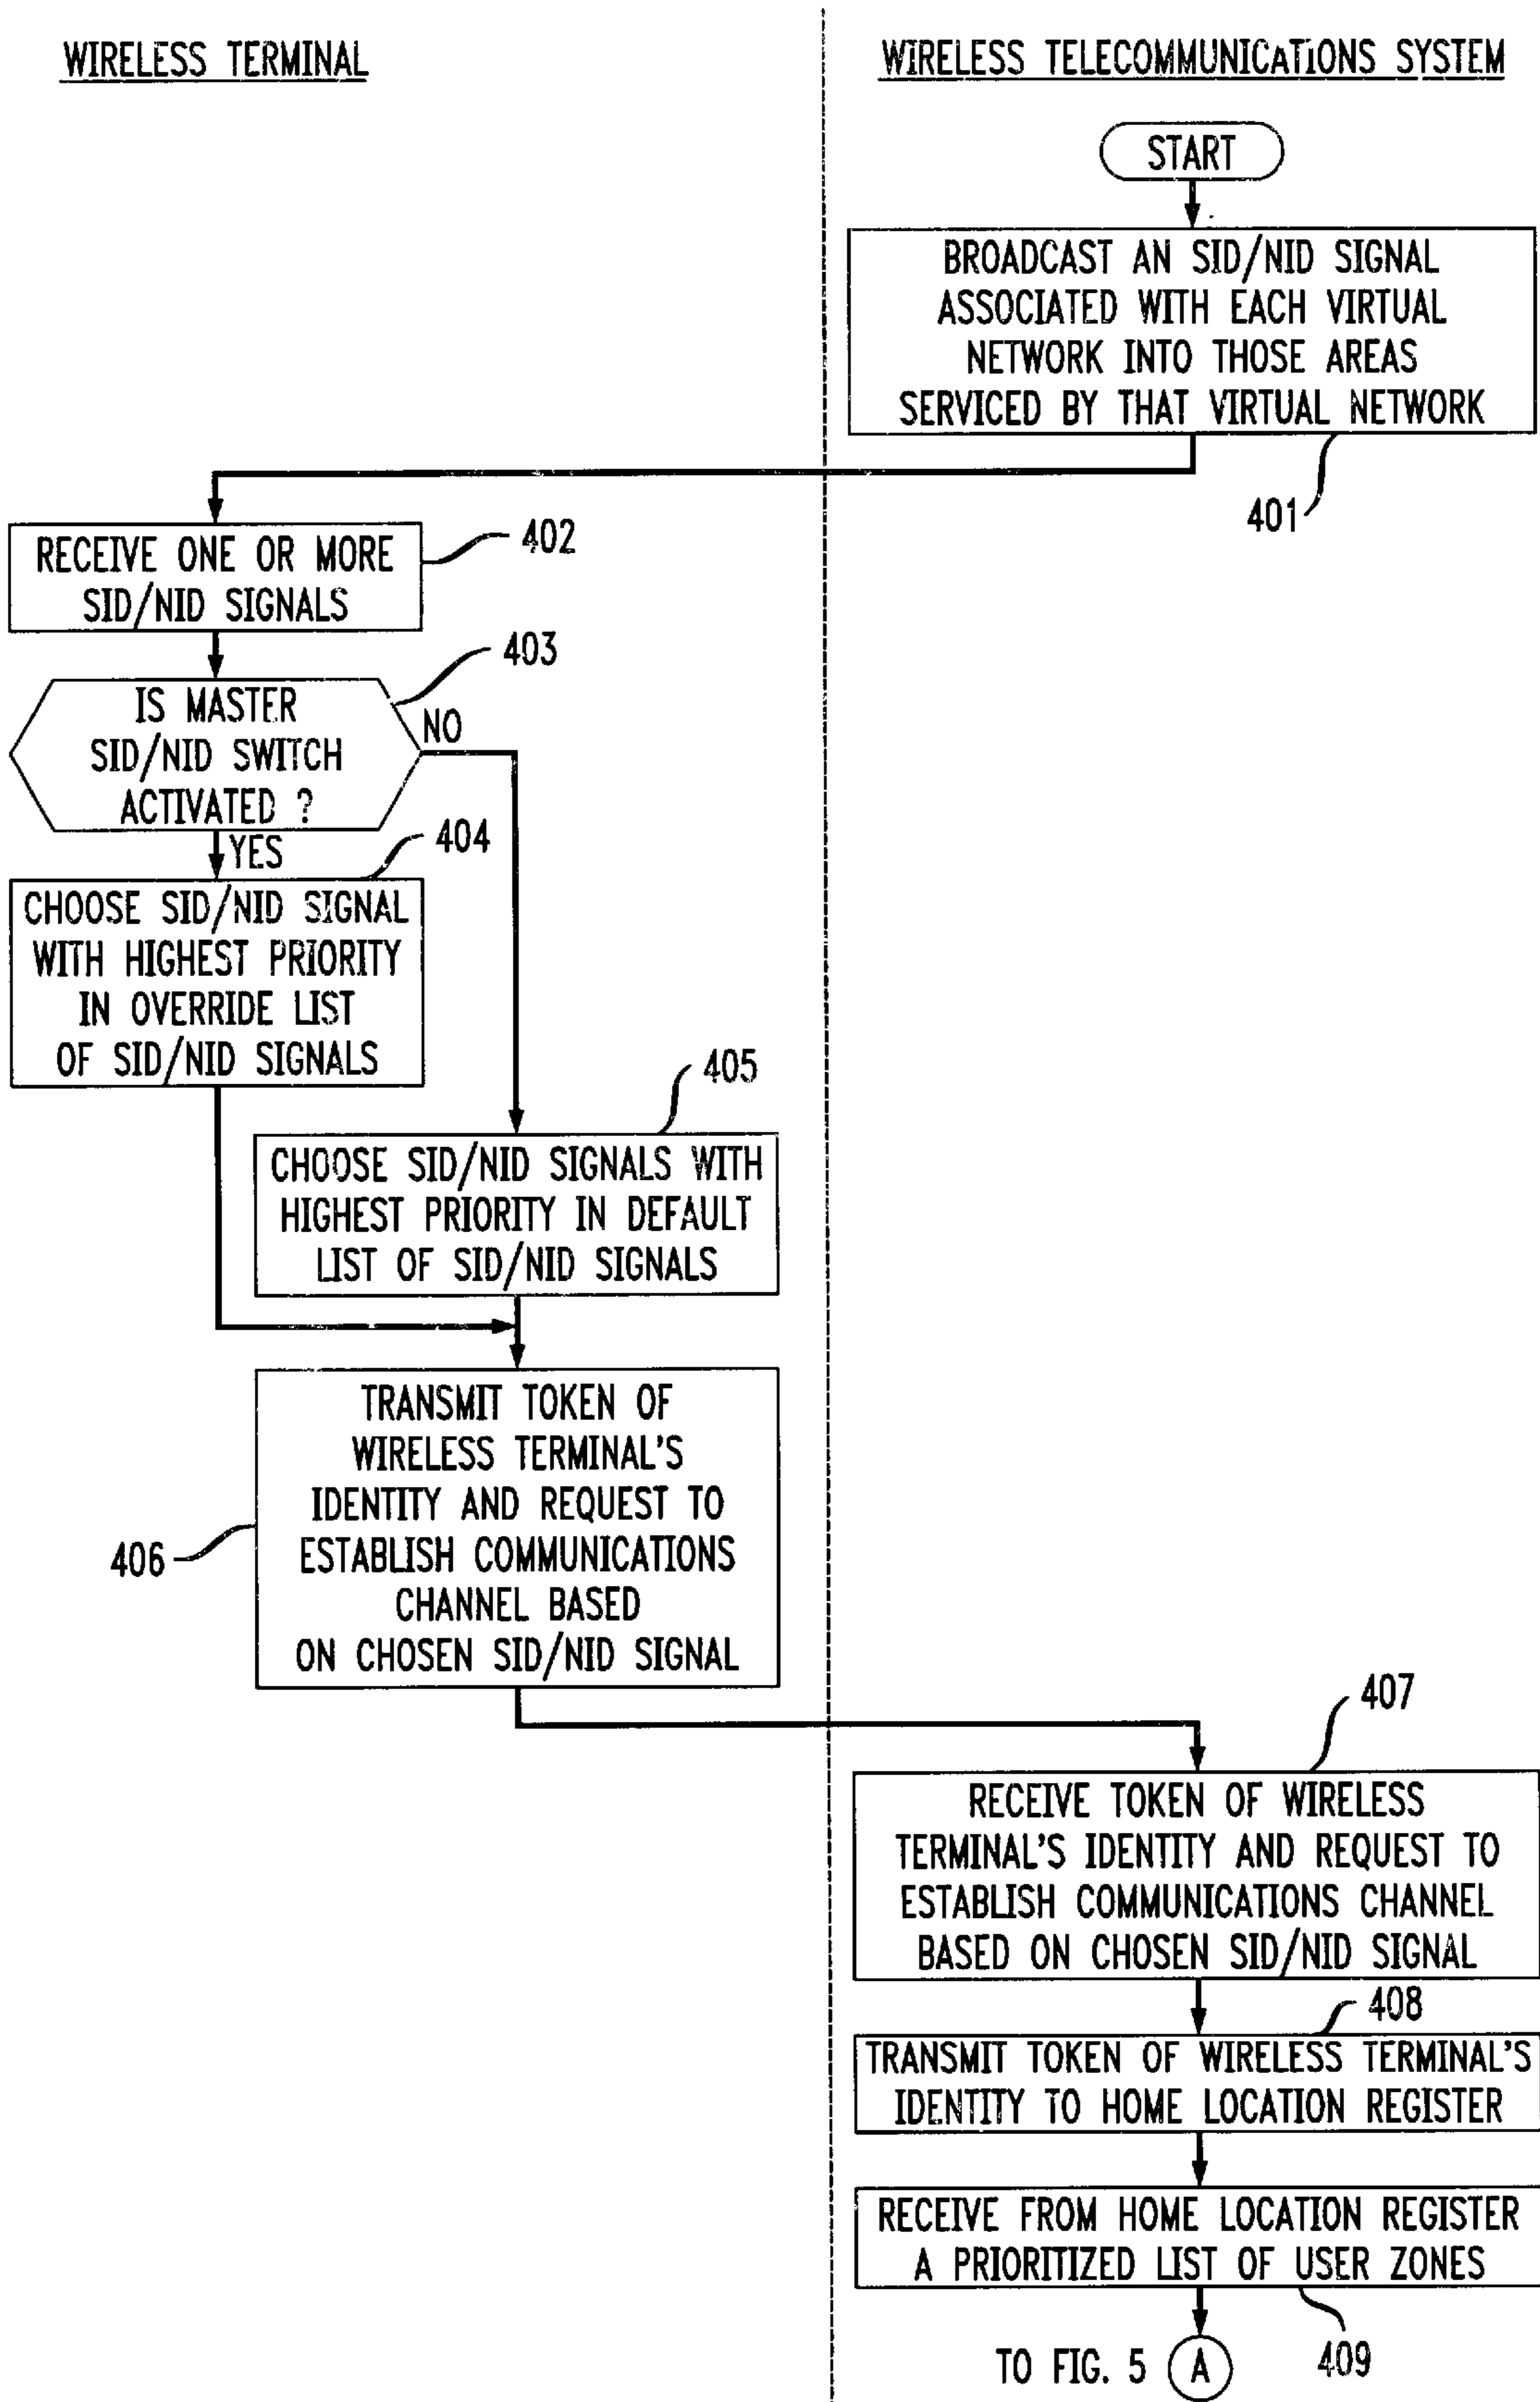 WIRELESS TERMINAL
WIRELESS TELECOMMUNICATIONS SYSTEM
START
BROADCAST AN SID/NID SIGNAL
ASSOCIATED WITH EACH VIRTUAL
NETWORK INTO THOSE AREAS
SERVICED BY THAT VIRTUAL NETWORK
401
RECEIVE ONE OR MORE
SID/NID SIGNALS
402
IS MASTER
SID/NID SWITCH
ACTIVATED ?
403
NO
YES
404
CHOOSE SID/NID SIGNAL
WITH HIGHEST PRIORITY
IN OVERRIDE LIST
OF SID/NID SIGNALS
405
CHOOSE SID/NID SIGNALS WITH
HIGHEST PRIORITY IN DEFAULT
LIST OF SID/NID SIGNALS
TRANSMIT TOKEN OF
WIRELESS TERMINAL'S
IDENTITY AND REQUEST TO
ESTABLISH COMMUNICATIONS
CHANNEL BASED
ON CHOSEN SID/NID SIGNAL
406
407
RECEIVE TOKEN OF WIRELESS
TERMINAL'S IDENTITY AND REQUEST TO
ESTABLISH COMMUNICATIONS CHANNEL
BASED ON CHOSEN SID/NID SIGNAL
408
TRANSMIT TOKEN OF WIRELESS TERMINAL'S
IDENTITY TO HOME LOCATION REGISTER
RECEIVE FROM HOME LOCATION REGISTER
A PRIORITIZED LIST OF USER ZONES
409
TO FIG. 5 A